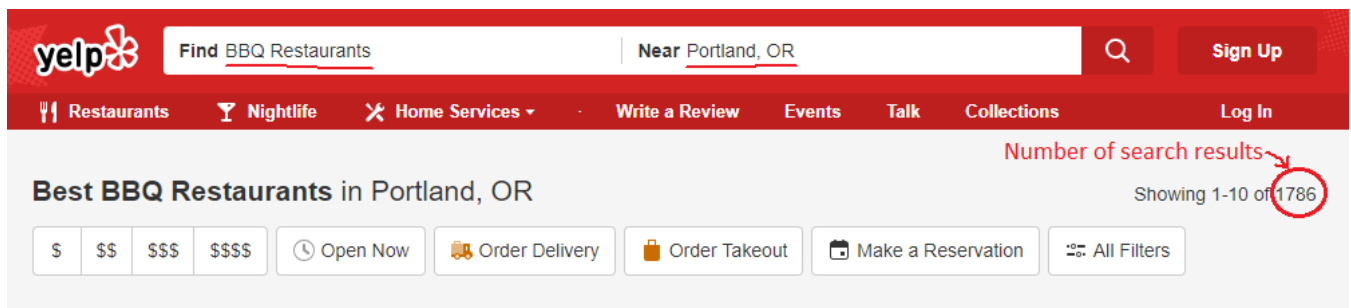 yelp Find BBQ Restaurants Near Portland, OR Sign Up
Restaurants Nightlife Home Services · Write a Review Events Talk Collections Log In
Number of search results
Best BBQ Restaurants in Portland, OR Showing 1-10 of 1786
$ $$ $$$ $$$$ Open Now Order Delivery Order Takeout Make a Reservation All Filters